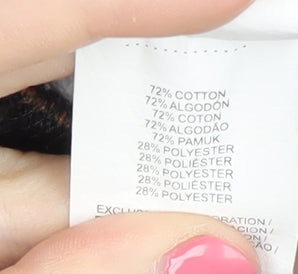 72% COTTON
72% ALGODÓN
72% COTON
72% ALGODÃO
72% PAMUK
28% POLYESTER
28% POLIÉSTER
28% POLYESTER
28% POLIÉSTER
28% POLYESTER